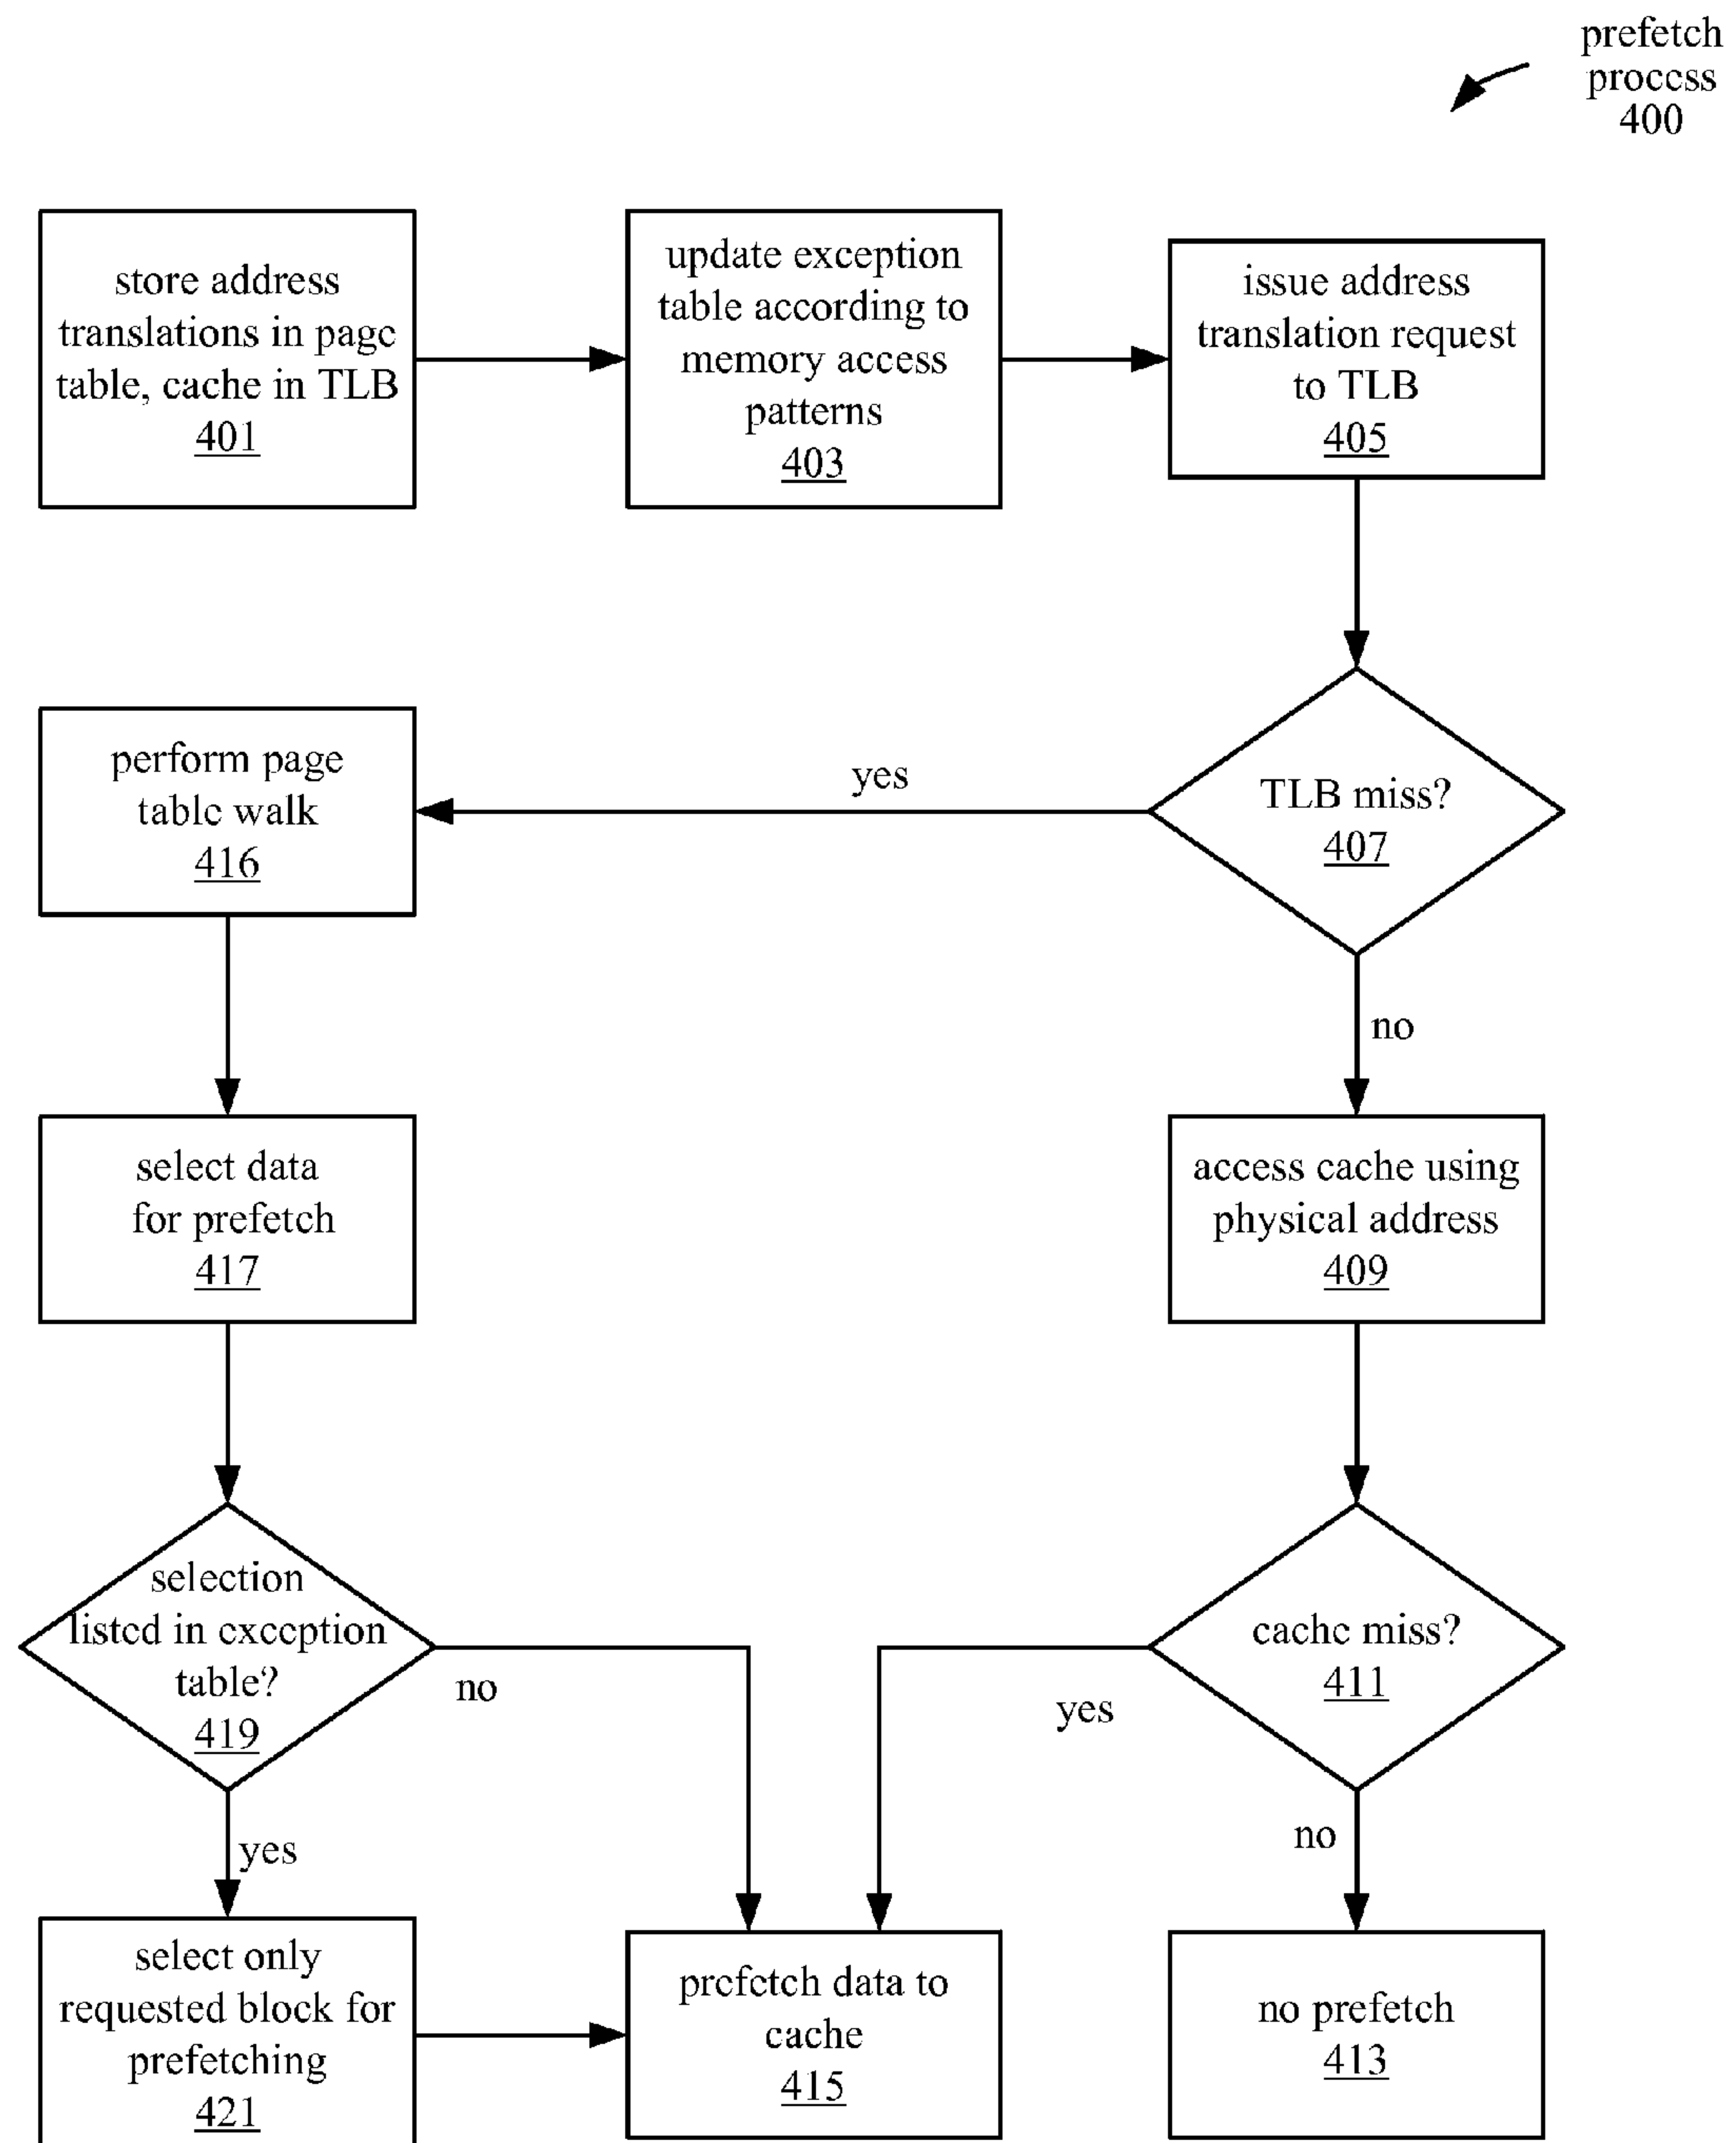 prefetch
process
400
store address
translations in page
table, cache in TLB
401
update exception
table according to
memory access
patterns
403
issue address
translation request
to TLB
405
perform page
table walk
416
yes
TLB miss?
407
no
select data
for prefetch
417
access cache using
physical address
409
selection
listed in exception
table?
419
no
yes
cache miss?
411
yes
no
select only
requested block for
prefetching
421
prefetch data to
cache
415
no prefetch
413